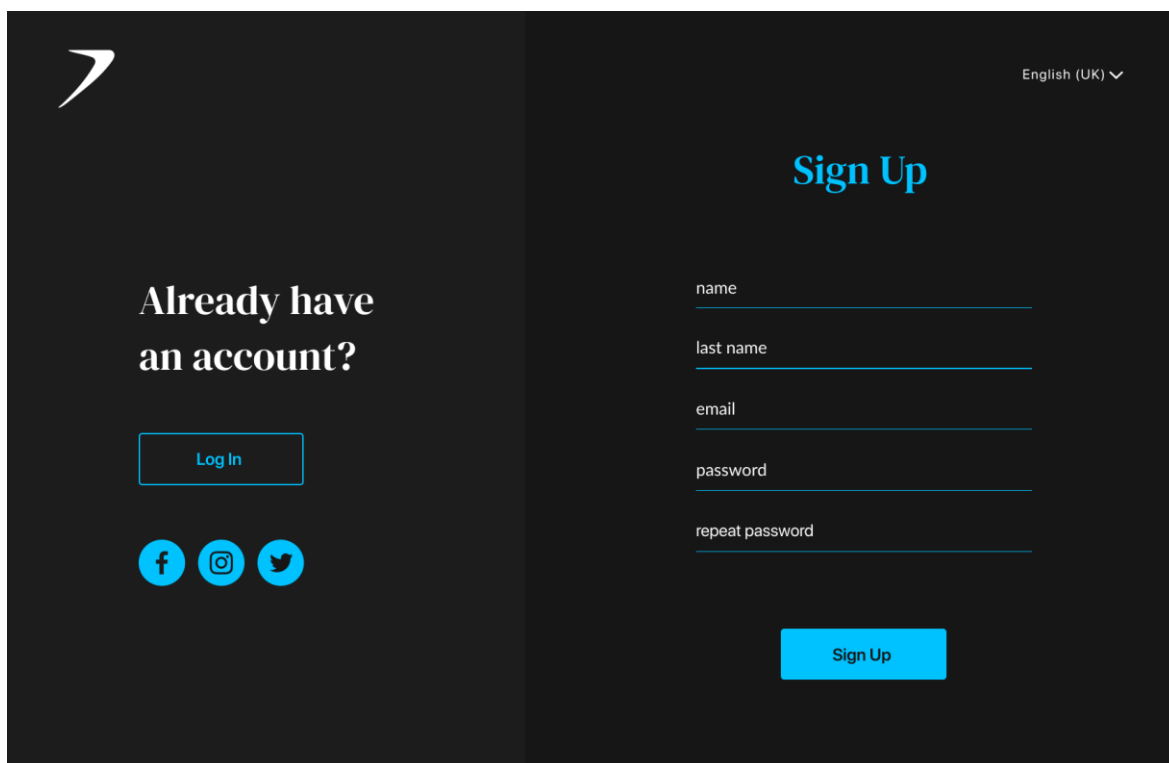 English (UK)
Sign Up
Already have
an account?
Log In
name
last name
email
password
repeat password
Sign Up